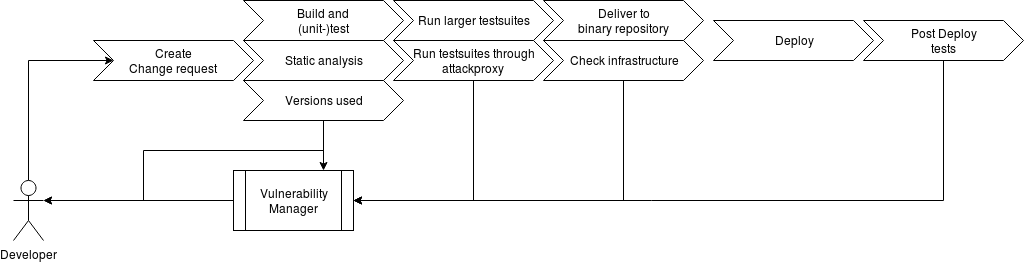 Build and
(unit-)test
Run larger testsuites
Deliver to
binary repository
Create
Change request
Static analysis
Run testsuites through
attackproxy
Check infrastructure
Deploy
Post Deploy
tests
Versions used
Vulnerability
Manager
Developer